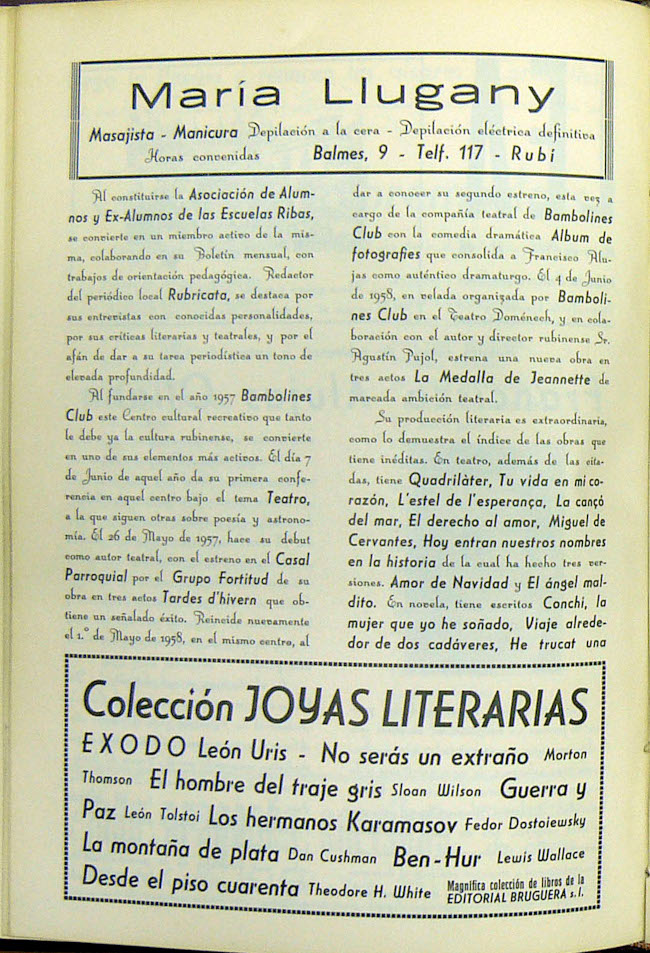 María Llugany
Masajista - Manicura Depilación a la cera - Depilación eléctrica definitiva
Horas convenidas Balmes, 9 - Telf. 117 - Rubi
Al constituirse la Asociación de Alum-
nos y Ex-Alumnos de las Escuelas Ribas,
se convierte en un miembro activo de la mis-
ma, colaborando en su Boletín mensual, con
trabajos de orientación pedagógica. Redactor
del periódico local Rubricata, se destaca por
sus entrevistas con conocidas personalidades,
por sus críticas literarias y teatrales, y por el
afán de dar a su tarea periodística un tono de
elevada profundidad.
Al fundarse en el año 1957 Bambolines
Club este Centro cultural recreativo que tanto
le debe ya la cultura rubinense, se convierte
en uno de sus elementos más activos. El día 7
de Junio de aquel año da su primera confe-
rencia en aquel centro bajo el tema Teatro,
a la que siguen otras sobre poesía y astrono-
mía. El 26 de Mayo de 1957, hace su debut
como autor teatral, con el estreno en el Casal
Parroquial por el Grupo Fortitud de su
obra en tres actos Tardes d'hivern que ob-
tiene un señalado éxito. Reincide nuevamente
el 1.º de Mayo de 1958, en el mismo centro, al
dar a conocer su segundo estreno, esta vez a
cargo de la compañía teatral de Bambolines
Club con la comedia dramática Album de
fotografies que consolida a Francisco Alu-
jas como auténtico dramaturgo. El 4 de Junio
de 1958, en velada organizada por Bamboli-
nes Club en el Teatro Doménech, y en cola-
boración con el autor y director rubinense Sr.
Agustín Pujol, estrena una nueva obra en
tres actos La Medalla de Jeannette de
marcada ambición teatral.
Su producción literaria es extraordinaria,
como lo demuestra el índice de las obras que
tiene inéditas. En teatro, además de las cita-
das, tiene Quadrilàter, Tu vida en mi co-
razón, L'estel de l'esperança, La cançó
del mar, El derecho al amor, Miguel de
Cervantes, Hoy entran nuestros nombres
en la historia de la cual ha hecho tres ver-
siones. Amor de Navidad y El ángel mal-
dito. En novela, tiene escritos Conchi, la
mujer que yo he soñado, Viaje alrede-
dor de dos cadáveres, He trucat una
Colección JOYAS LITERARIAS
EXODO León Uris - No serás un extraño Morton
Thomson El hombre del traje gris Sloan Wilson Guerra y
Paz León Tolstoi Los hermanos Karamasov Fedor Dostoiewsky
La montaña de plata Dan Cushman Ben-Hur Lewis Wallace
Desde el piso cuarenta Theodore H. White Magnífica colección de libros de la
EDITORIAL BRUGUERA s. l.